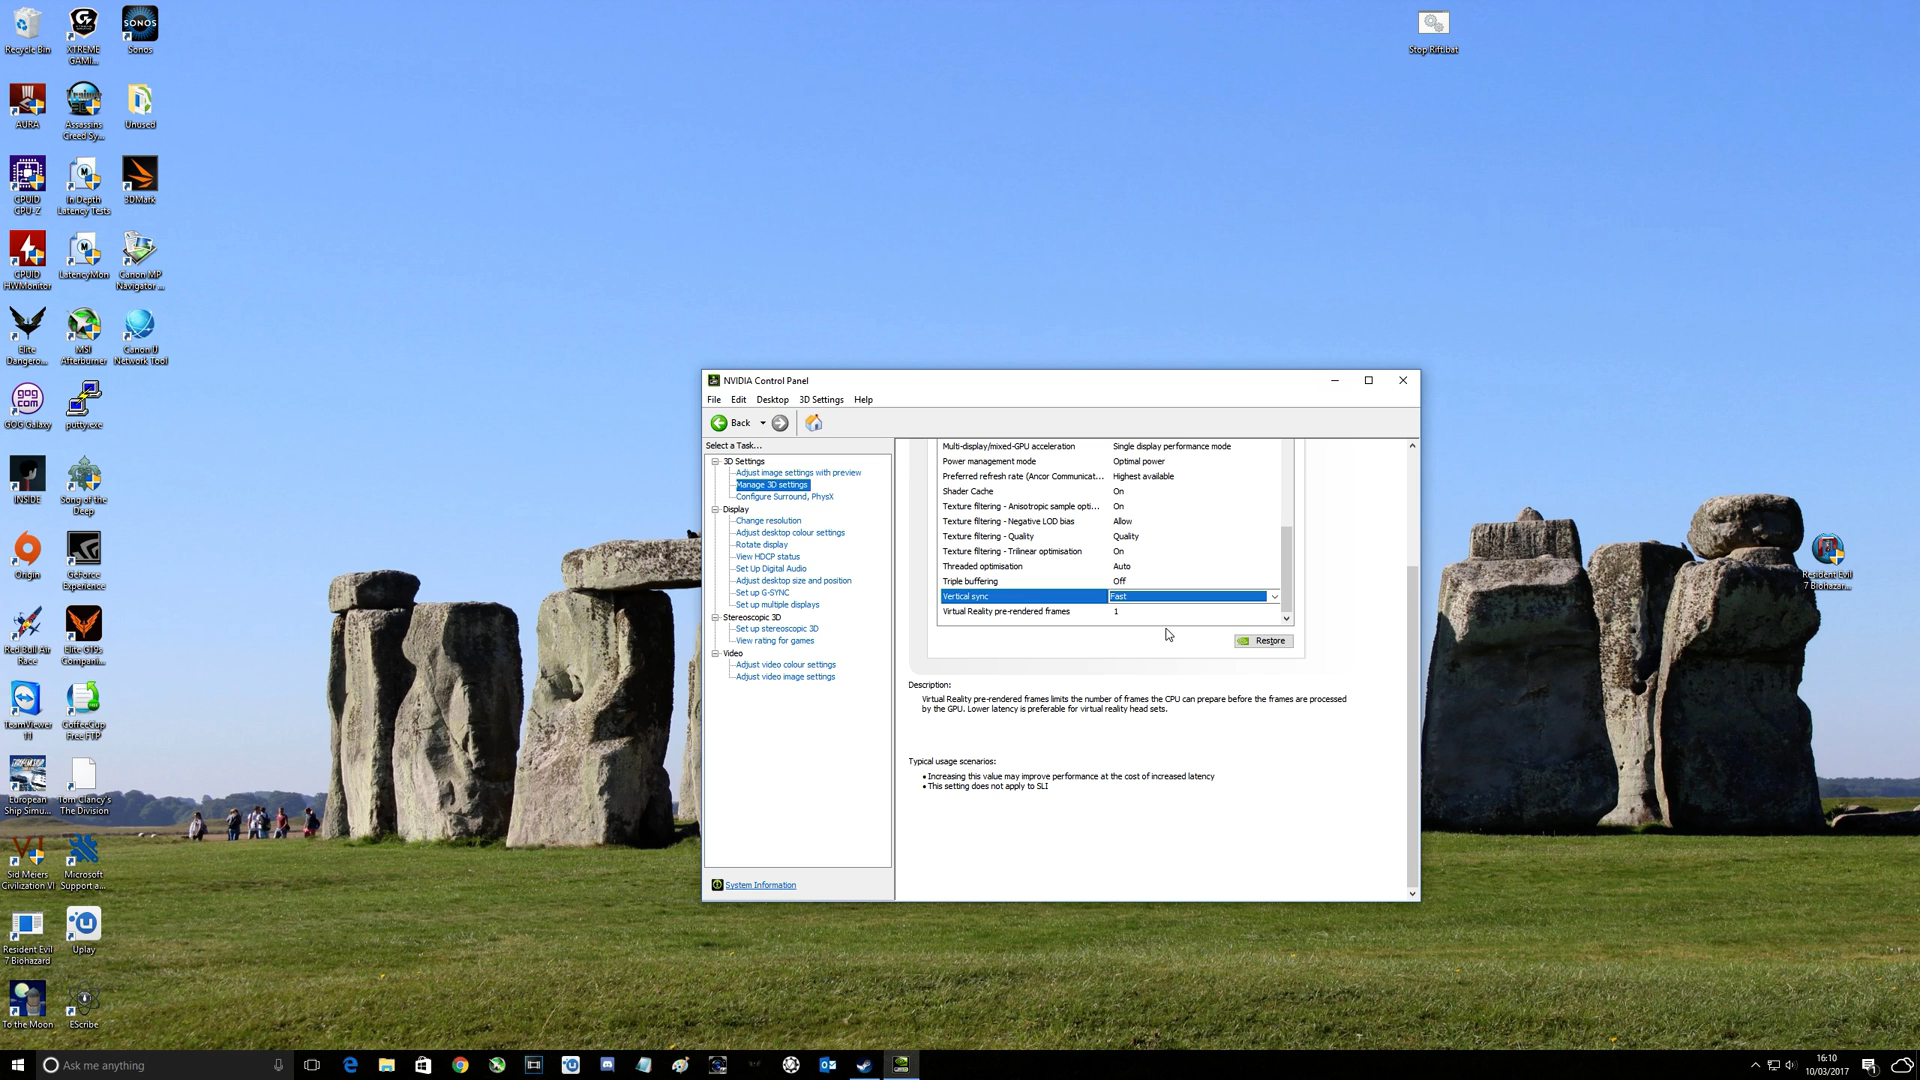 Recycle Bin
XTREME GAMI...
Sonos
SONOS
Stop Rift.bat
AURA
Assassins Creed Sy...
Unused
CPUID CPU-Z
In Depth Latency Tests
3DMark
CPUID HWMonitor
LatencyMon
Canon MP Navigator ...
Elite Dangero...
MSI Afterburner
Canon IJ Network Tool
gog com
GOG Galaxy
putty.exe
INSIDE
Song of the Deep
Origin
GeForce Experience
Resident Evil 7 Biohazar...
Red Bull Air Race
Elite G19s Compani...
TeamViewer 11
CoffeeCup Free FTP
European Ship Simu...
Tom Clancy's The Division
Sid Meiers Civilization VI
Microsoft Support a...
Resident Evil 7 Biohazard
Uplay
To the Moon
EScribe
NVIDIA Control Panel
File Edit Desktop 3D Settings Help
Back
Select a Task...
3D Settings
Adjust image settings with preview
Manage 3D settings
Configure Surround, PhysX
Display
Change resolution
Adjust desktop colour settings
Rotate display
View HDCP status
Set Up Digital Audio
Adjust desktop size and position
Set up G-SYNC
Set up multiple displays
Stereoscopic 3D
Set up stereoscopic 3D
View rating for games
Video
Adjust video colour settings
Adjust video image settings
System Information
Multi-display/mixed-GPU acceleration Single display performance mode
Power management mode Optimal power
Preferred refresh rate (Ancor Communicat... Highest available
Shader Cache On
Texture filtering - Anisotropic sample opti... On
Texture filtering - Negative LOD bias Allow
Texture filtering - Quality Quality
Texture filtering - Trilinear optimisation On
Threaded optimisation Auto
Triple buffering Off
Vertical sync Fast
Virtual Reality pre-rendered frames 1
Restore
Description:
Virtual Reality pre-rendered frames limits the number of frames the CPU can prepare before the frames are processed
by the GPU. Lower latency is preferable for virtual reality head sets.
Typical usage scenarios:
• Increasing this value may improve performance at the cost of increased latency
• This setting does not apply to SLI
Ask me anything
16:10
10/03/2017